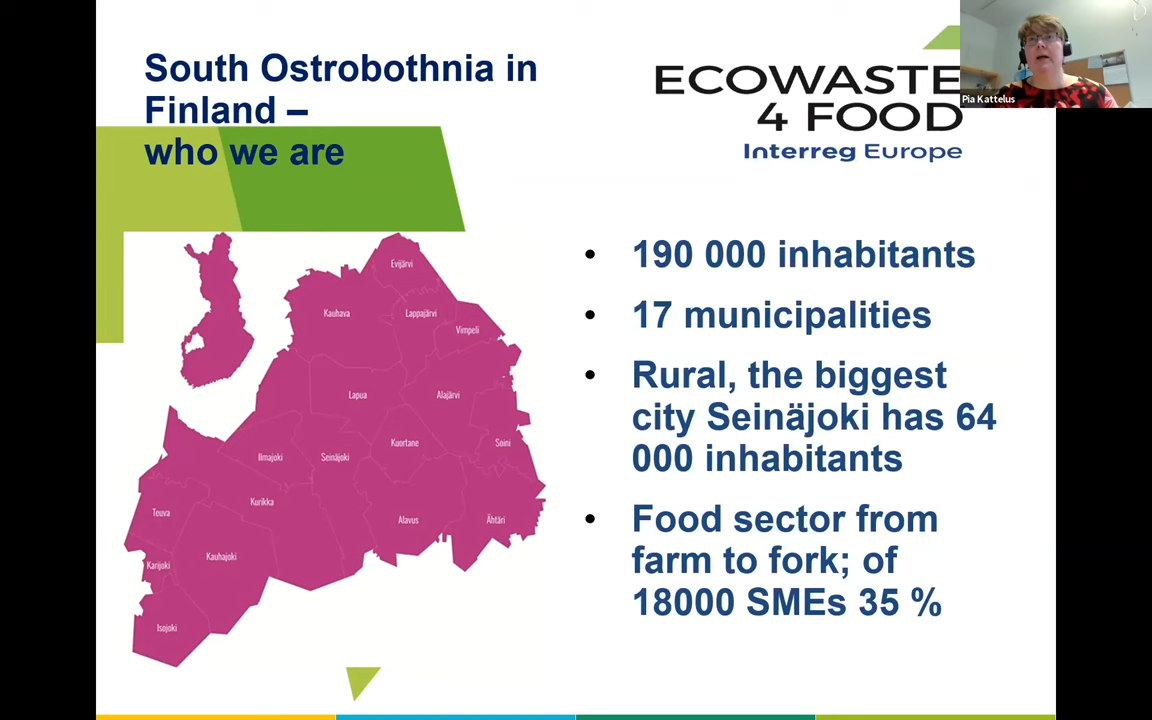 South Ostrobothnia in
Finland –
who we are
ECOWASTE
4 FOOD
Interreg Europe
Pia Kattelus
• 190 000 inhabitants
• 17 municipalities
• Rural, the biggest
city Seinäjoki has 64
000 inhabitants
• Food sector from
farm to fork; of
18000 SMEs 35 %
Evijärvi
Kauhava
Lappajärvi
Vimpeli
Lapua
Alajärvi
Kuortane
Soini
Ilmajoki
Seinäjoki
Kurikka
Teuva
Alavus
Ähtäri
Kauhajoki
Karijoki
Isojoki